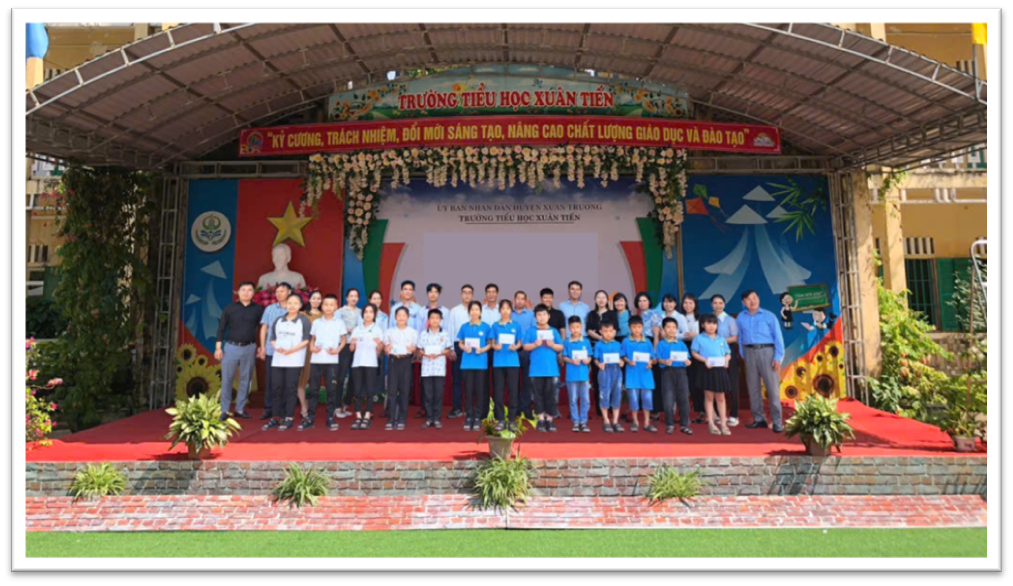 TRƯỜNG TIỂU HỌC XUÂN TIẾN
"KỶ CƯƠNG, TRÁCH NHIỆM, ĐỔI MỚI SÁNG TẠO, NÂNG CAO CHẤT LƯỢNG GIÁO DỤC VÀ ĐÀO TẠO"
ỦY BAN NHÂN DÂN HUYỆN XUÂN TRƯỜNG
TRƯỜNG TIỂU HỌC XUÂN TIẾN